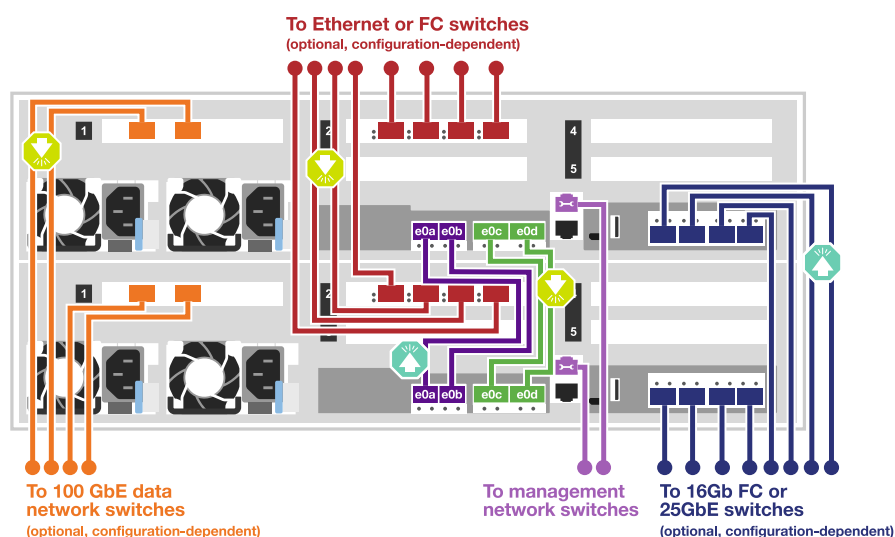 To Ethernet or FC switches
(optional, configuration-dependent)
1
2
4
5
e0a e0b e0c e0d
1
2
5
e0a e0b e0c e0d
To 100 GbE data
network switches
(optional, configuration-dependent)
To management
network switches
To 16Gb FC or
25GbE switches
(optional, configuration-dependent)